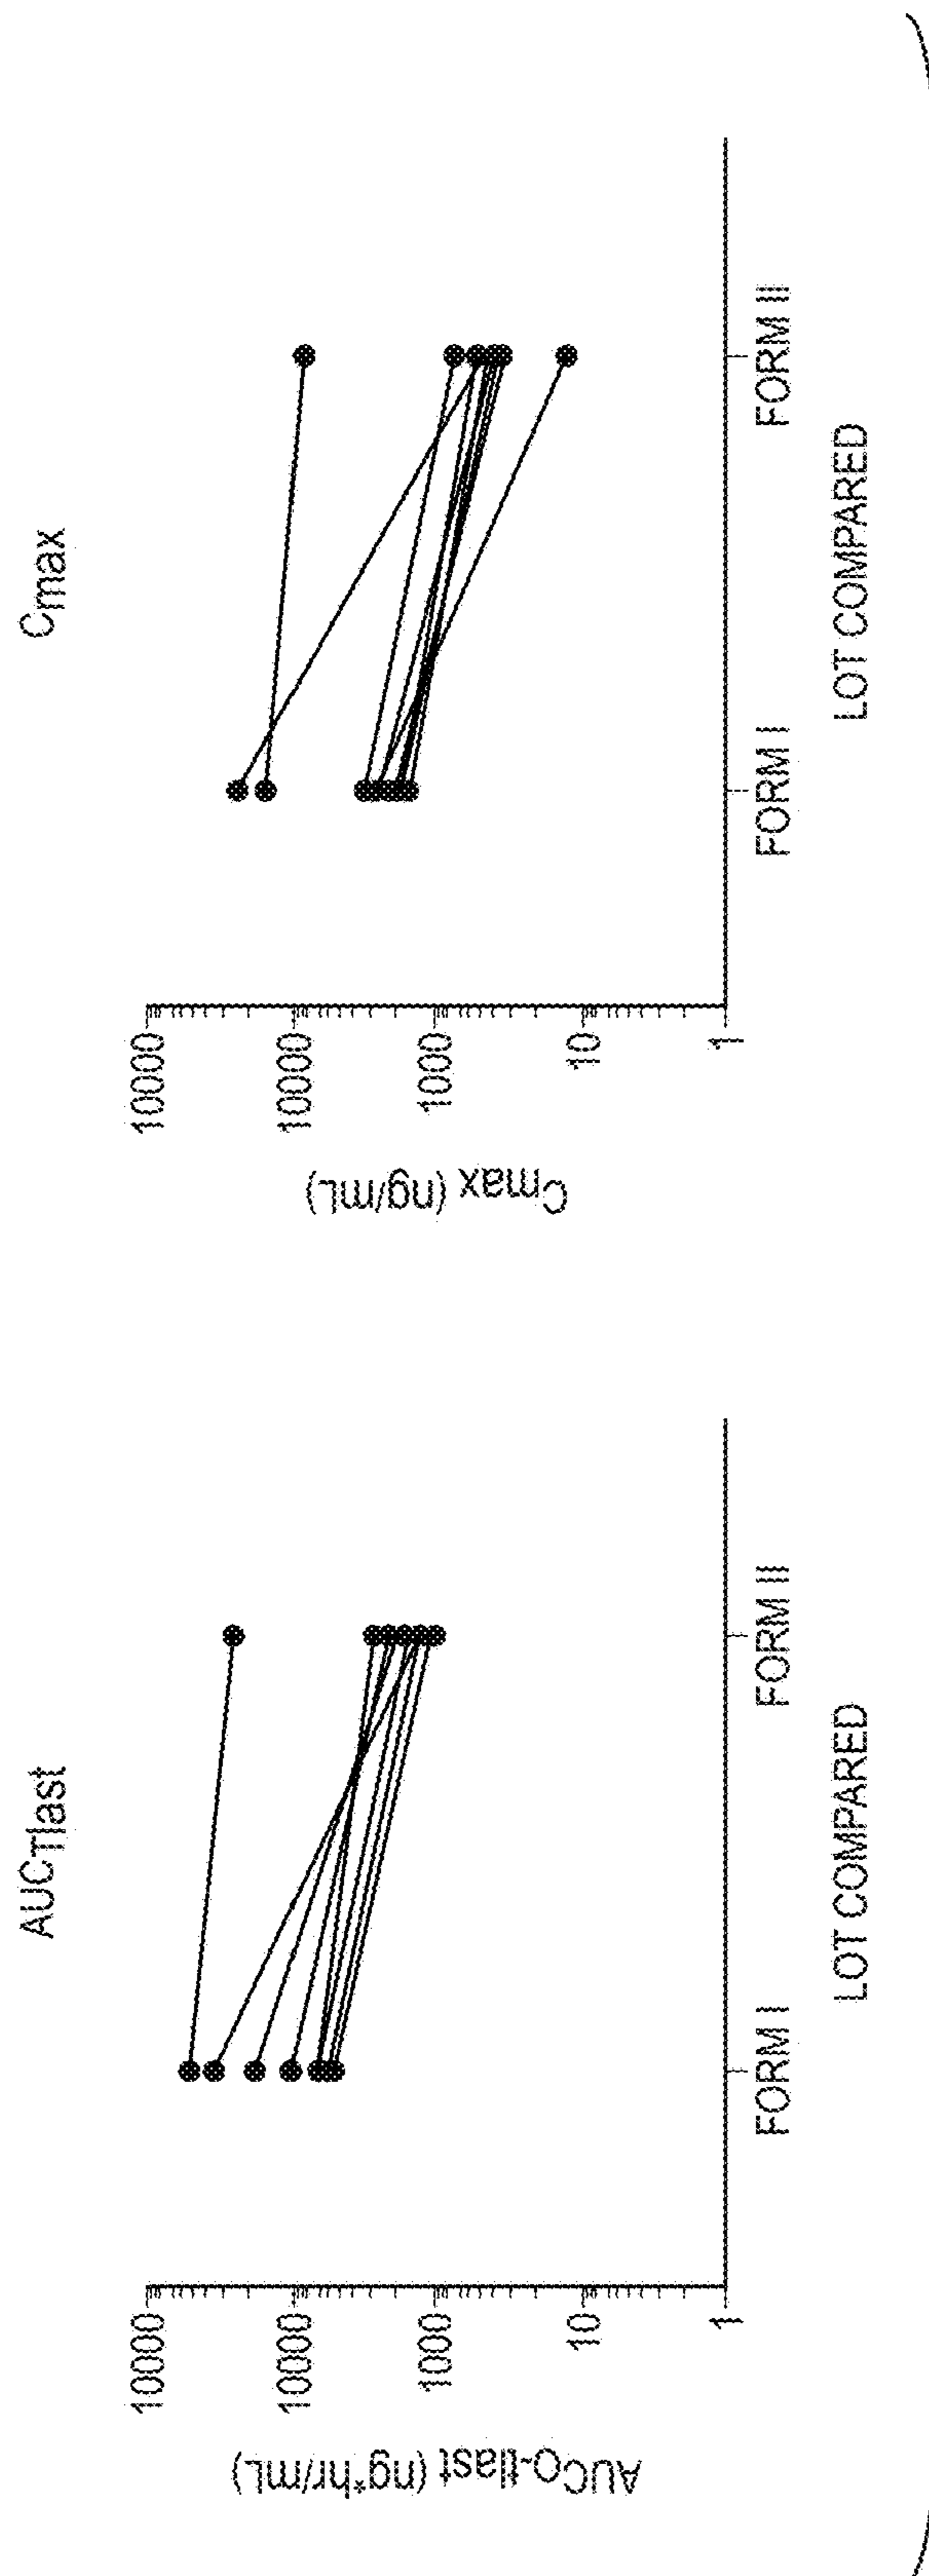 AUCTlast
AUCO-tlast (ng*hr/mL)
10000
10000
1000
10
1
FORM I
FORM II
LOT COMPARED
Cmax
Cmax (ng/mL)
10000
10000
1000
10
1
FORM I
FORM II
LOT COMPARED